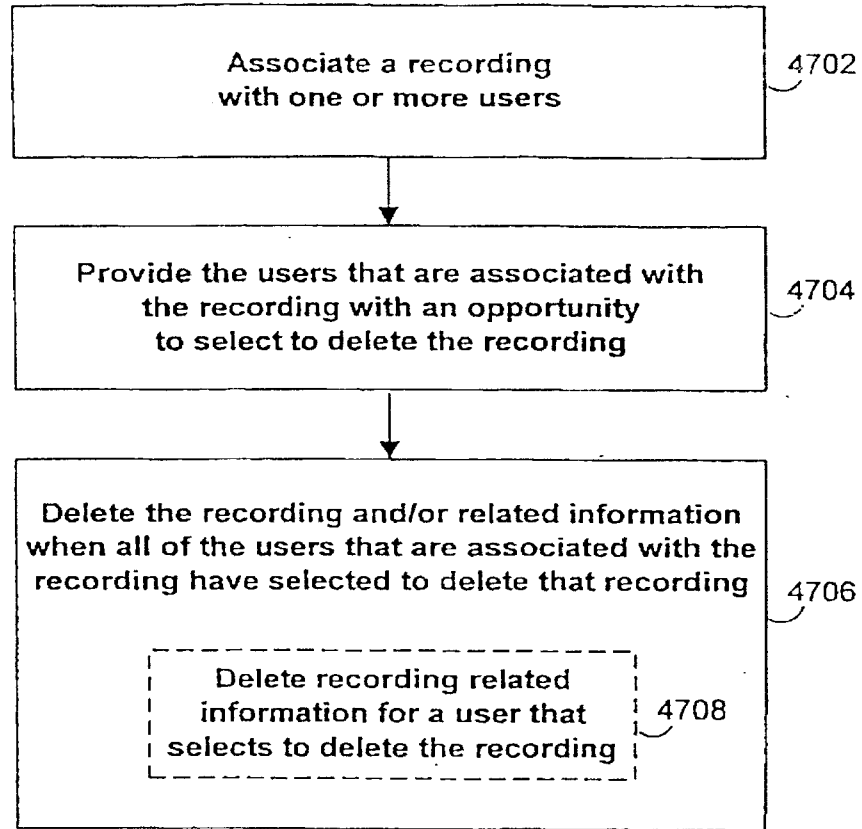 Associate a recording
with one or more users
4702
Provide the users that are associated with
the recording with an opportunity
to select to delete the recording
4704
Delete the recording and/or related information
when all of the users that are associated with the
recording have selected to delete that recording
4706
Delete recording related
information for a user that
selects to delete the recording
4708